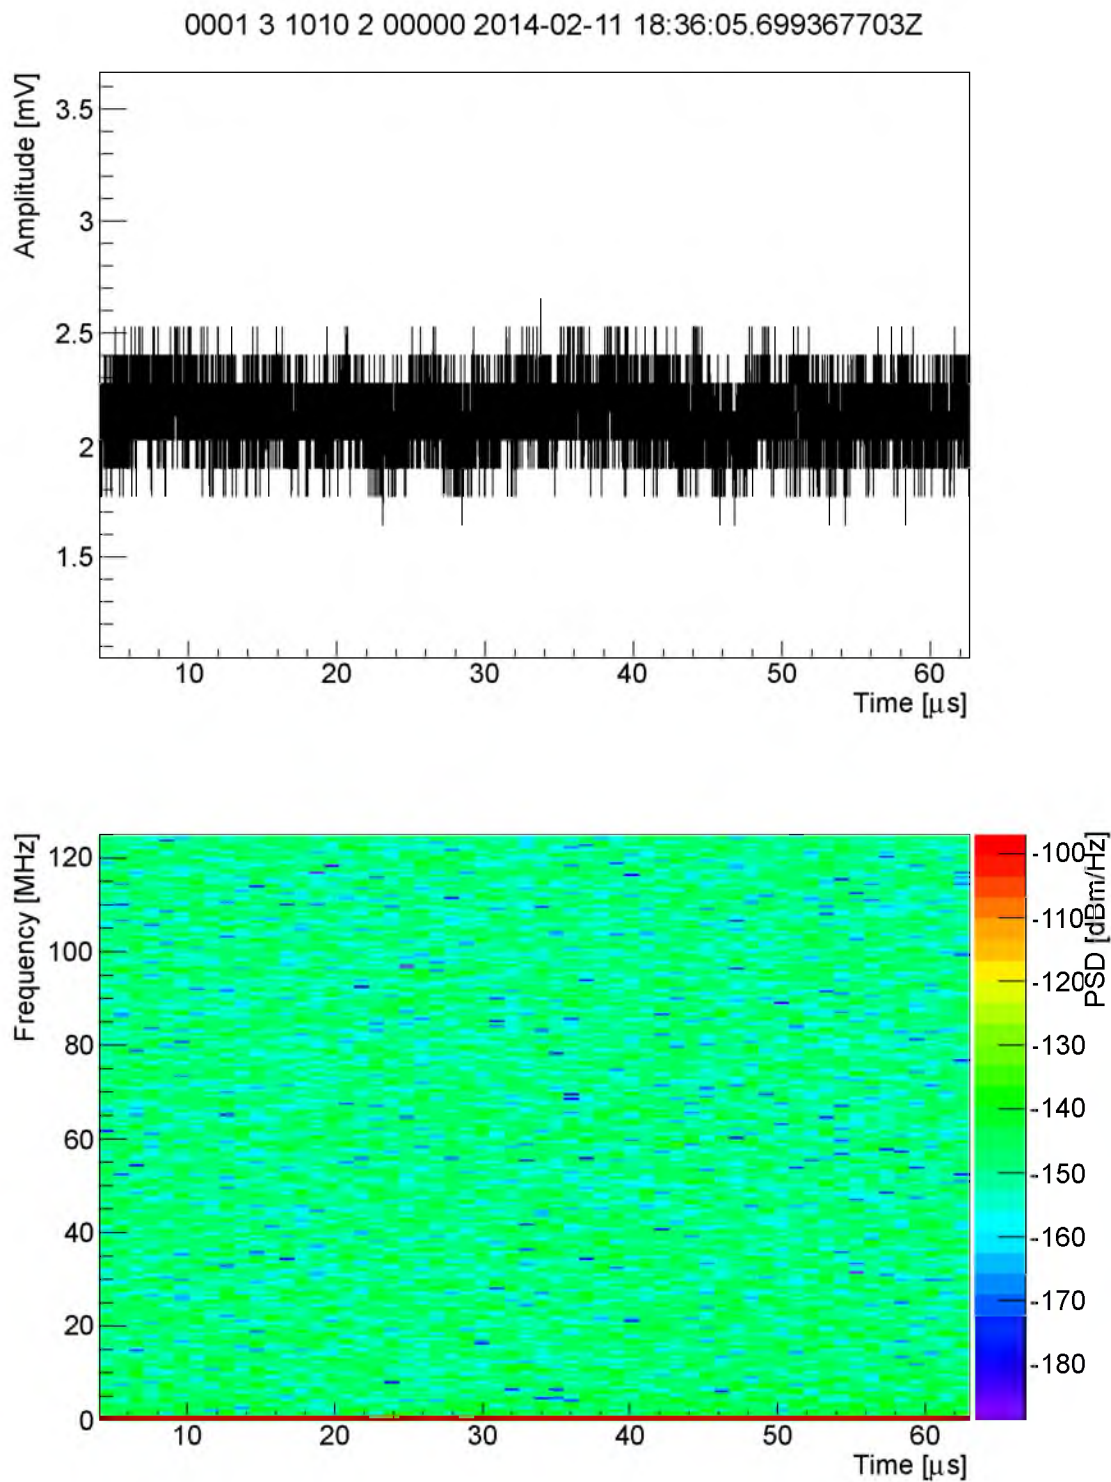 0001 3 1010 2 00000 2014-02-11 18:36:05.699367703Z
Amplitude [mV]
3.5
3
2.5
2
1.5
10 20 30 40 50 60
Time [μs]
Frequency [MHz]
120
100
80
60
40
20
0
10 20 30 40 50 60
Time [μs]
PSD [dBm/Hz]
-100
-110
-120
-130
-140
-150
-160
-170
-180